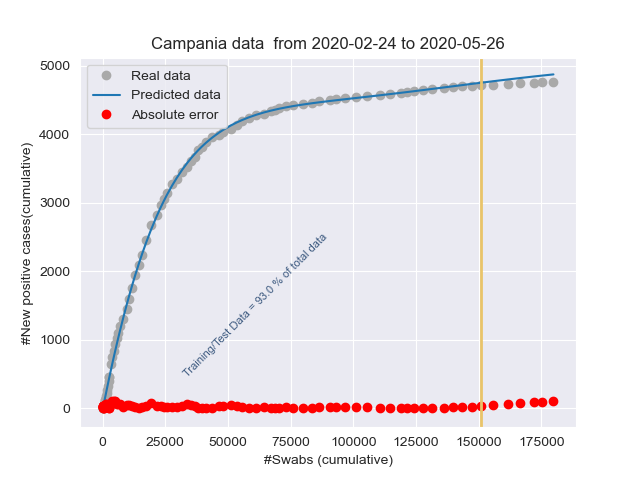 Campania data  from 2020-02-24 to 2020-05-26
Real data
Predicted data
Absolute error
#New positive cases(cumulative)
5000
4000
3000
2000
1000
0
Training/Test Data = 93.0 % of total data
0 25000 50000 75000 100000 125000 150000 175000
#Swabs (cumulative)